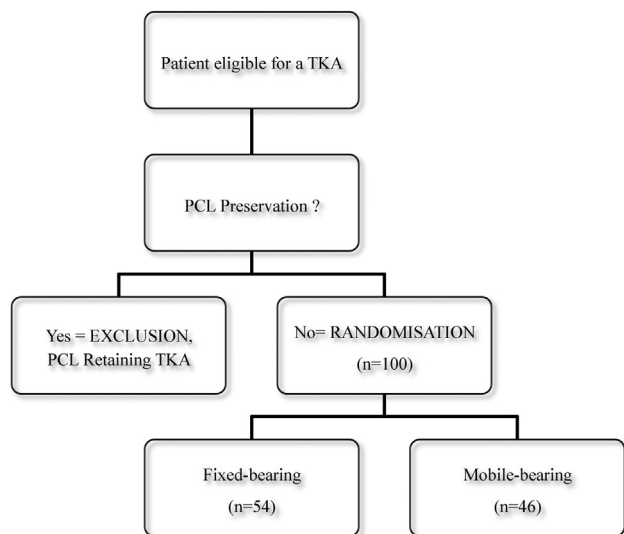 Patient eligible for a TKA
PCL Preservation ?
Yes = EXCLUSION,
PCL Retaining TKA
No= RANDOMISATION
(n=100)
Fixed-bearing
(n=54)
Mobile-bearing
(n=46)